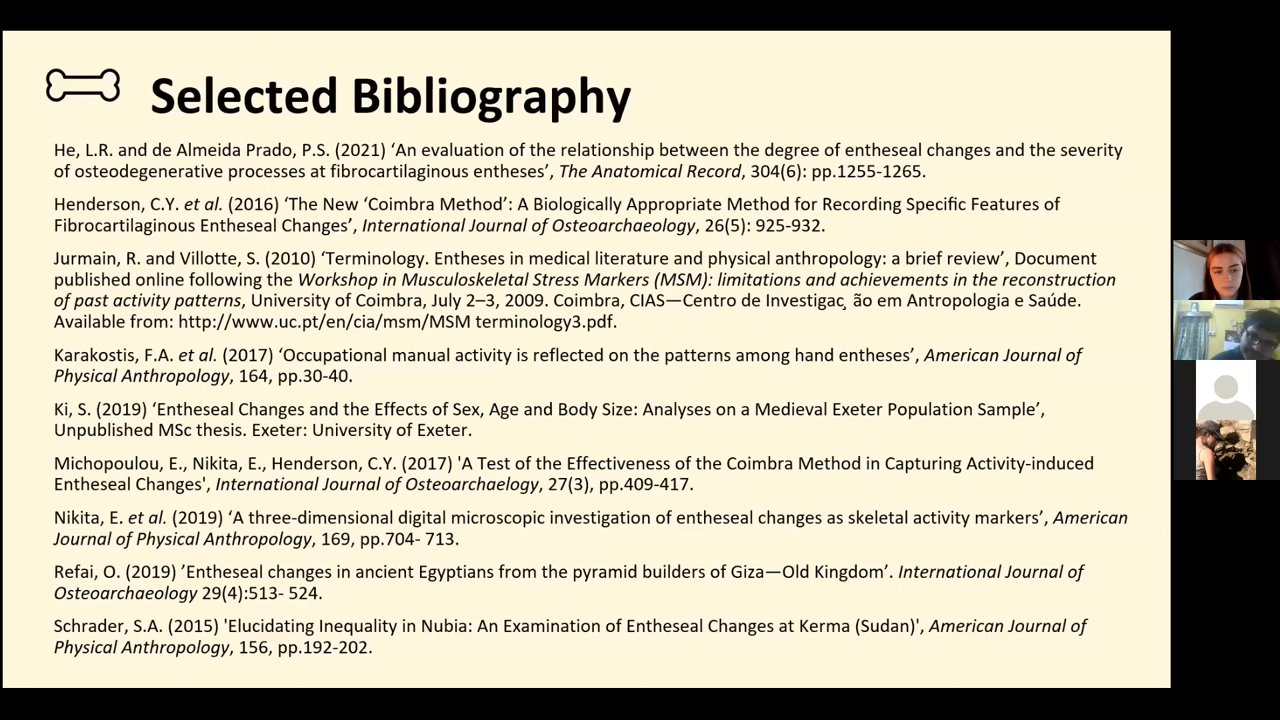 Selected Bibliography
He, L.R. and de Almeida Prado, P.S. (2021) ‘An evaluation of the relationship between the degree of entheseal changes and the severity
of osteodegenerative processes at fibrocartilaginous entheses’, The Anatomical Record, 304(6): pp.1255-1265.
Henderson, C.Y. et al. (2016) ‘The New ‘Coimbra Method’: A Biologically Appropriate Method for Recording Specific Features of
Fibrocartilaginous Entheseal Changes’, International Journal of Osteoarchaeology, 26(5): 925-932.
Jurmain, R. and Villotte, S. (2010) ‘Terminology. Entheses in medical literature and physical anthropology: a brief review’, Document
published online following the Workshop in Musculoskeletal Stress Markers (MSM): limitations and achievements in the reconstruction
of past activity patterns, University of Coimbra, July 2–3, 2009. Coimbra, CIAS—Centro de Investigac¸ ão em Antropologia e Saúde.
Available from: http://www.uc.pt/en/cia/msm/MSM terminology3.pdf.
Karakostis, F.A. et al. (2017) ‘Occupational manual activity is reflected on the patterns among hand entheses’, American Journal of
Physical Anthropology, 164, pp.30-40.
Ki, S. (2019) ‘Entheseal Changes and the Effects of Sex, Age and Body Size: Analyses on a Medieval Exeter Population Sample’,
Unpublished MSc thesis. Exeter: University of Exeter.
Michopoulou, E., Nikita, E., Henderson, C.Y. (2017) 'A Test of the Effectiveness of the Coimbra Method in Capturing Activity-induced
Entheseal Changes', International Journal of Osteoarchaelogy, 27(3), pp.409-417.
Nikita, E. et al. (2019) ‘A three-dimensional digital microscopic investigation of entheseal changes as skeletal activity markers’, American
Journal of Physical Anthropology, 169, pp.704- 713.
Refai, O. (2019) ’Entheseal changes in ancient Egyptians from the pyramid builders of Giza—Old Kingdom’. International Journal of
Osteoarchaeology 29(4):513- 524.
Schrader, S.A. (2015) 'Elucidating Inequality in Nubia: An Examination of Entheseal Changes at Kerma (Sudan)', American Journal of
Physical Anthropology, 156, pp.192-202.